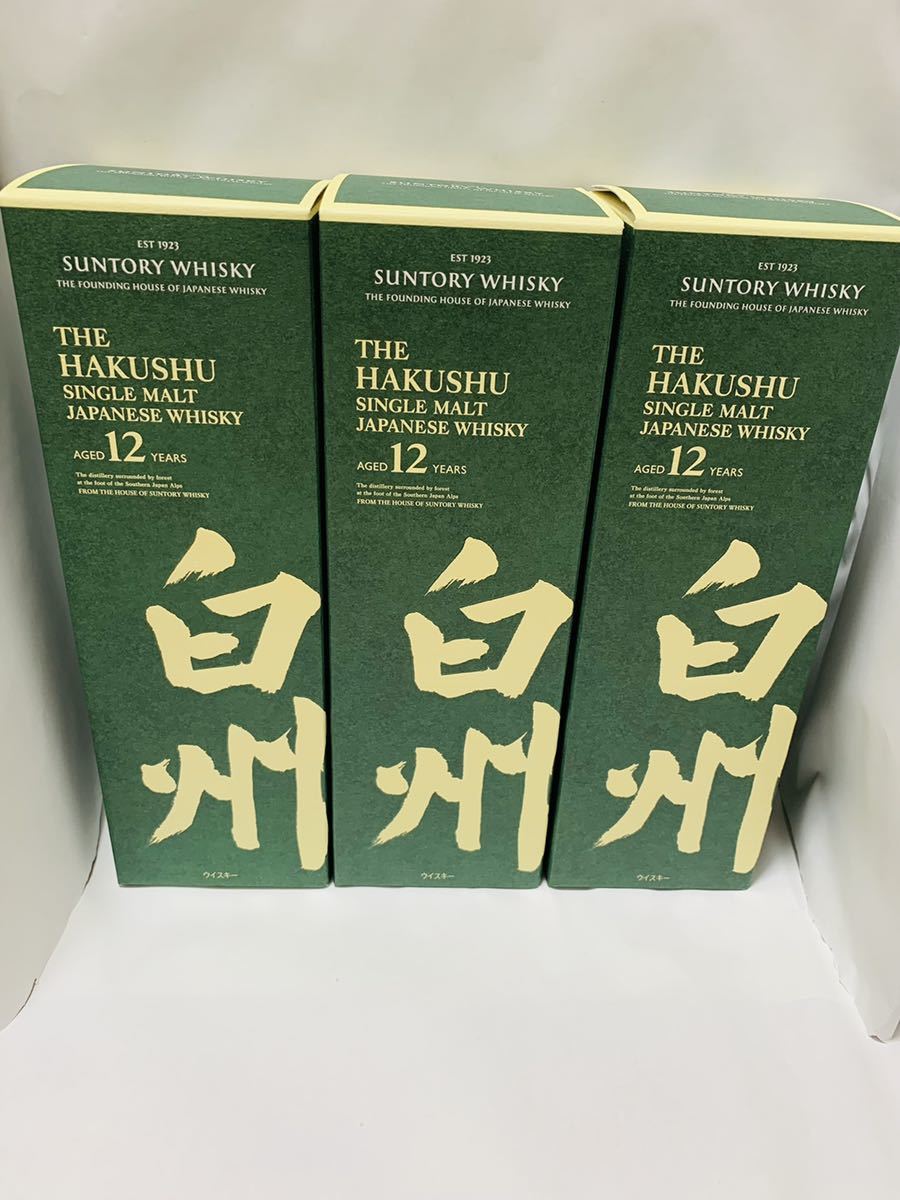 SUNTORY WHISKY
EST 1923
SUNTORY WHISKY
THE FOUNDING HOUSE OF JAPANESE WHISKY
THE
HAKUSHU
SINGLE MALT
JAPANESE WHISKY
AGED 12 YEARS
The distillery surrounded by forest
at the foot of the Southern Japan Alps
FROM THE HOUSE OF SUNTORY WHISKY
白州
ウイスキー
SUNTORY WHISKY
EST 1923
SUNTORY WHISKY
THE FOUNDING HOUSE OF JAPANESE WHISKY
THE
HAKUSHU
SINGLE MALT
JAPANESE WHISKY
AGED 12 YEARS
The distillery surrounded by forest
at the foot of the Southern Japan Alps
FROM THE HOUSE OF SUNTORY WHISKY
白州
ウイスキー
EST 1923
SUNTORY WHISKY
THE FOUNDING HOUSE OF JAPANESE WHISKY
THE
HAKUSHU
SINGLE MALT
JAPANESE WHISKY
AGED 12 YEARS
The distillery surrounded by forest
at the foot of the Southern Japan Alps
FROM THE HOUSE OF SUNTORY WHISKY
白州
ウイスキー